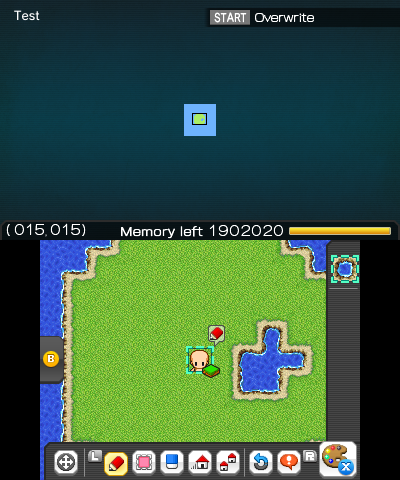 Test
START Overwrite
(015,015) Memory left 1902020
B
L R
X